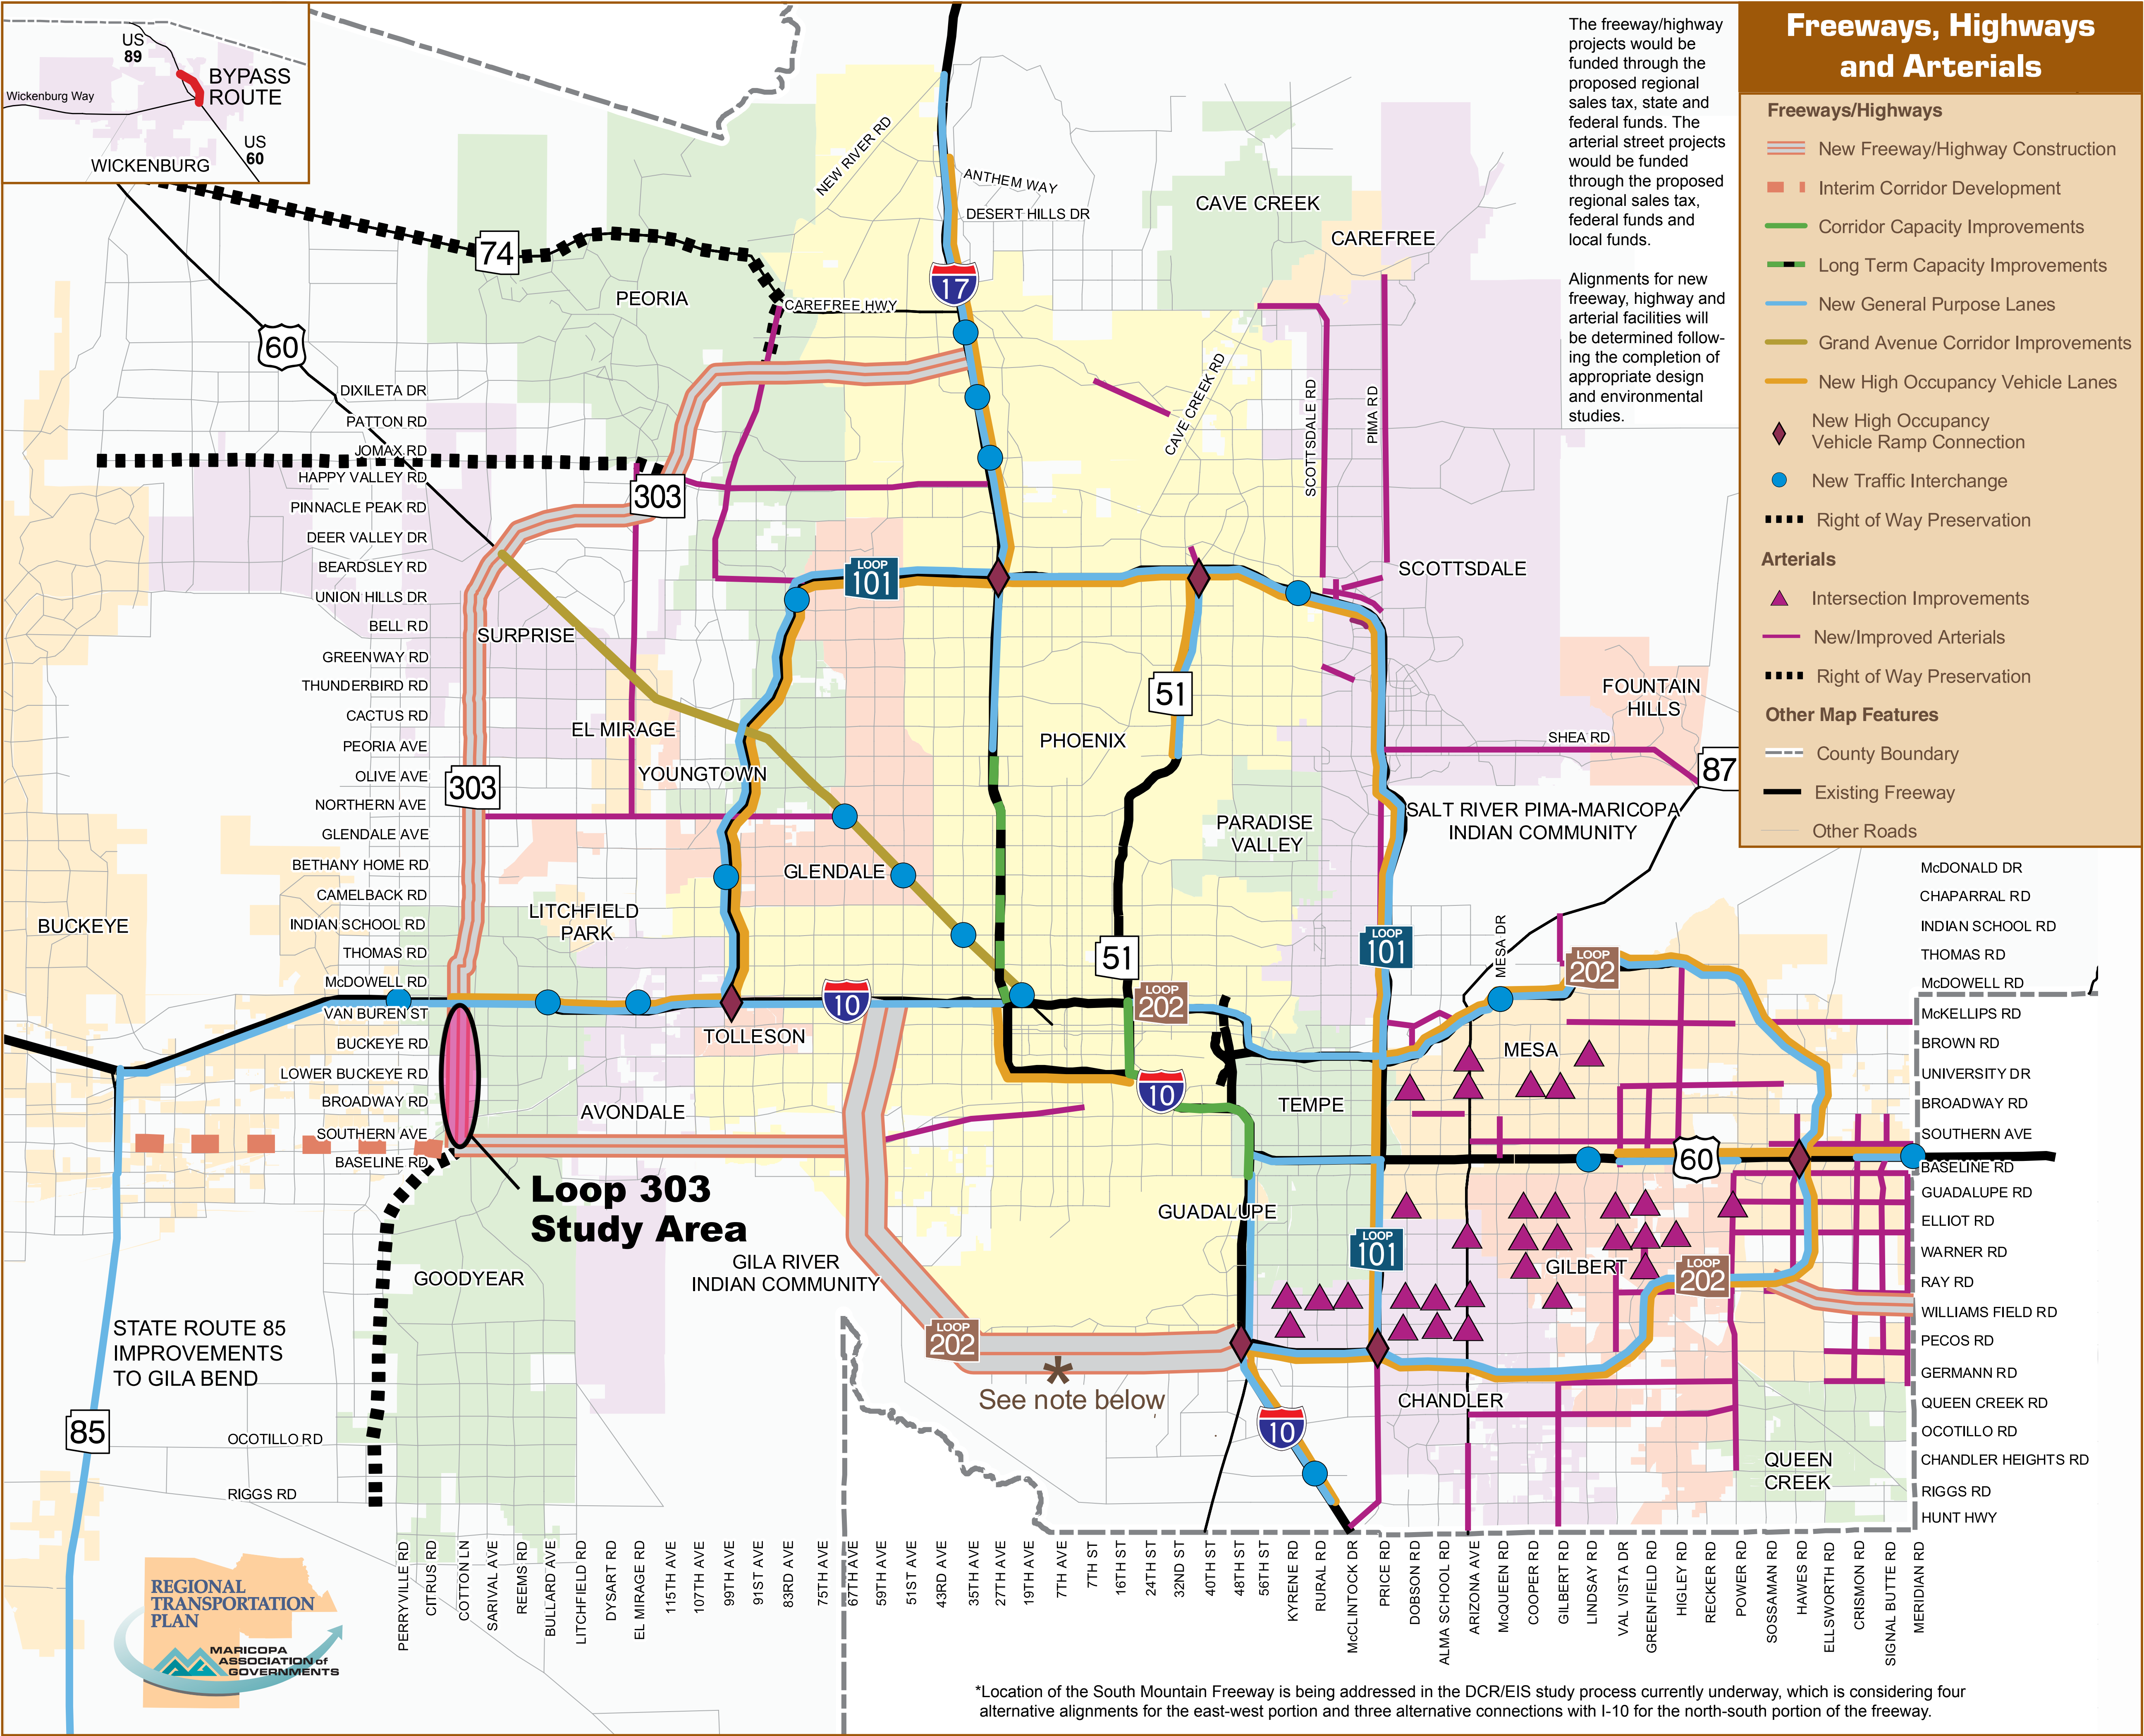 US
89
BYPASS
ROUTE
Wickenburg Way
US
60
WICKENBURG
The freeway/highway
projects would be
funded through the
proposed regional
sales tax, state and
federal funds. The
arterial street projects
would be funded
through the proposed
regional sales tax,
federal funds and
local funds.
Alignments for new
freeway, highway and
arterial facilities will
be determined follow-
ing the completion of
appropriate design
and environmental
studies.
Freeways, Highways
and Arterials
Freeways/Highways
New Freeway/Highway Construction
Interim Corridor Development
Corridor Capacity Improvements
Long Term Capacity Improvements
New General Purpose Lanes
Grand Avenue Corridor Improvements
New High Occupancy Vehicle Lanes
New High Occupancy
Vehicle Ramp Connection
New Traffic Interchange
Right of Way Preservation
Arterials
Intersection Improvements
New/Improved Arterials
Right of Way Preservation
Other Map Features
County Boundary
Existing Freeway
Other Roads
NEW RIVER RD
ANTHEM WAY
DESERT HILLS DR
CAVE CREEK
CAREFREE
74
17
PEORIA
CAREFREE HWY
60
CAVE CREEK RD
SCOTTSDALE RD
PIMA RD
DIXILETA DR
PATTON RD
JOMAX RD
HAPPY VALLEY RD
PINNACLE PEAK RD
DEER VALLEY DR
BEARDSLEY RD
UNION HILLS DR
BELL RD
GREENWAY RD
THUNDERBIRD RD
CACTUS RD
PEORIA AVE
OLIVE AVE
NORTHERN AVE
GLENDALE AVE
BETHANY HOME RD
CAMELBACK RD
INDIAN SCHOOL RD
THOMAS RD
McDOWELL RD
VAN BUREN ST
BUCKEYE RD
LOWER BUCKEYE RD
BROADWAY RD
SOUTHERN AVE
BASELINE RD
303
LOOP
101
SCOTTSDALE
SURPRISE
51
FOUNTAIN
HILLS
EL MIRAGE
PHOENIX
SHEA RD
YOUNGTOWN
303
87
SALT RIVER PIMA-MARICOPA
INDIAN COMMUNITY
PARADISE
VALLEY
GLENDALE
BUCKEYE
LITCHFIELD
PARK
51
LOOP
101
MESA DR
LOOP
202
10
LOOP
202
TOLLESON
MESA
10
AVONDALE
TEMPE
60
Loop 303
Study Area
GUADALUPE
LOOP
101
GILBERT
LOOP
202
GOODYEAR
GILA RIVER
INDIAN COMMUNITY
STATE ROUTE 85
IMPROVEMENTS
TO GILA BEND
LOOP
202
*
See note below
CHANDLER
10
85
OCOTILLO RD
RIGGS RD
QUEEN
CREEK
McDONALD DR
CHAPARRAL RD
INDIAN SCHOOL RD
THOMAS RD
McDOWELL RD
McKELLIPS RD
BROWN RD
UNIVERSITY DR
BROADWAY RD
SOUTHERN AVE
BASELINE RD
GUADALUPE RD
ELLIOT RD
WARNER RD
RAY RD
WILLIAMS FIELD RD
PECOS RD
GERMANN RD
QUEEN CREEK RD
OCOTILLO RD
CHANDLER HEIGHTS RD
RIGGS RD
HUNT HWY
PERRYVILLE RD
CITRUS RD
COTTON LN
SARIVAL AVE
REEMS RD
BULLARD AVE
LITCHFIELD RD
DYSART RD
EL MIRAGE RD
115TH AVE
107TH AVE
99TH AVE
91ST AVE
83RD AVE
75TH AVE
67TH AVE
59TH AVE
51ST AVE
43RD AVE
35TH AVE
27TH AVE
19TH AVE
7TH AVE
7TH ST
16TH ST
24TH ST
32ND ST
40TH ST
48TH ST
56TH ST
KYRENE RD
RURAL RD
McCLINTOCK DR
PRICE RD
DOBSON RD
ALMA SCHOOL RD
ARIZONA AVE
McQUEEN RD
COOPER RD
GILBERT RD
LINDSAY RD
VAL VISTA DR
GREENFIELD RD
HIGLEY RD
RECKER RD
POWER RD
SOSSAMAN RD
HAWES RD
ELLSWORTH RD
CRISMON RD
SIGNAL BUTTE RD
MERIDIAN RD
REGIONAL
TRANSPORTATION
PLAN
MARICOPA
ASSOCIATION of
GOVERNMENTS
*Location of the South Mountain Freeway is being addressed in the DCR/EIS study process currently underway, which is considering four
alternative alignments for the east-west portion and three alternative connections with I-10 for the north-south portion of the freeway.